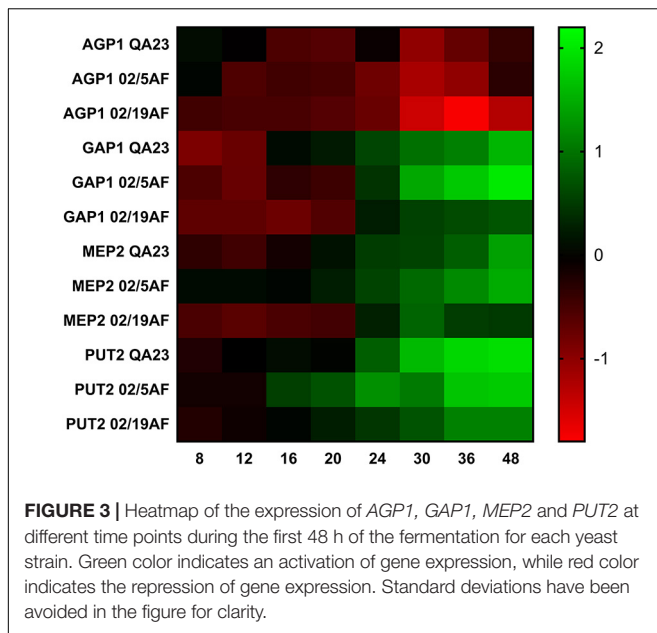 AGP1 QA23
AGP1 02/5AF
AGP1 02/19AF
GAP1 QA23
GAP1 02/5AF
GAP1 02/19AF
MEP2 QA23
MEP2 02/5AF
MEP2 02/19AF
PUT2 QA23
PUT2 02/5AF
PUT2 02/19AF
8 12 16 20 24 30 36 48
2
1
0
-1
FIGURE 3 | Heatmap of the expression of AGP1, GAP1, MEP2 and PUT2 at
different time points during the first 48 h of the fermentation for each yeast
strain. Green color indicates an activation of gene expression, while red color
indicates the repression of gene expression. Standard deviations have been
avoided in the figure for clarity.